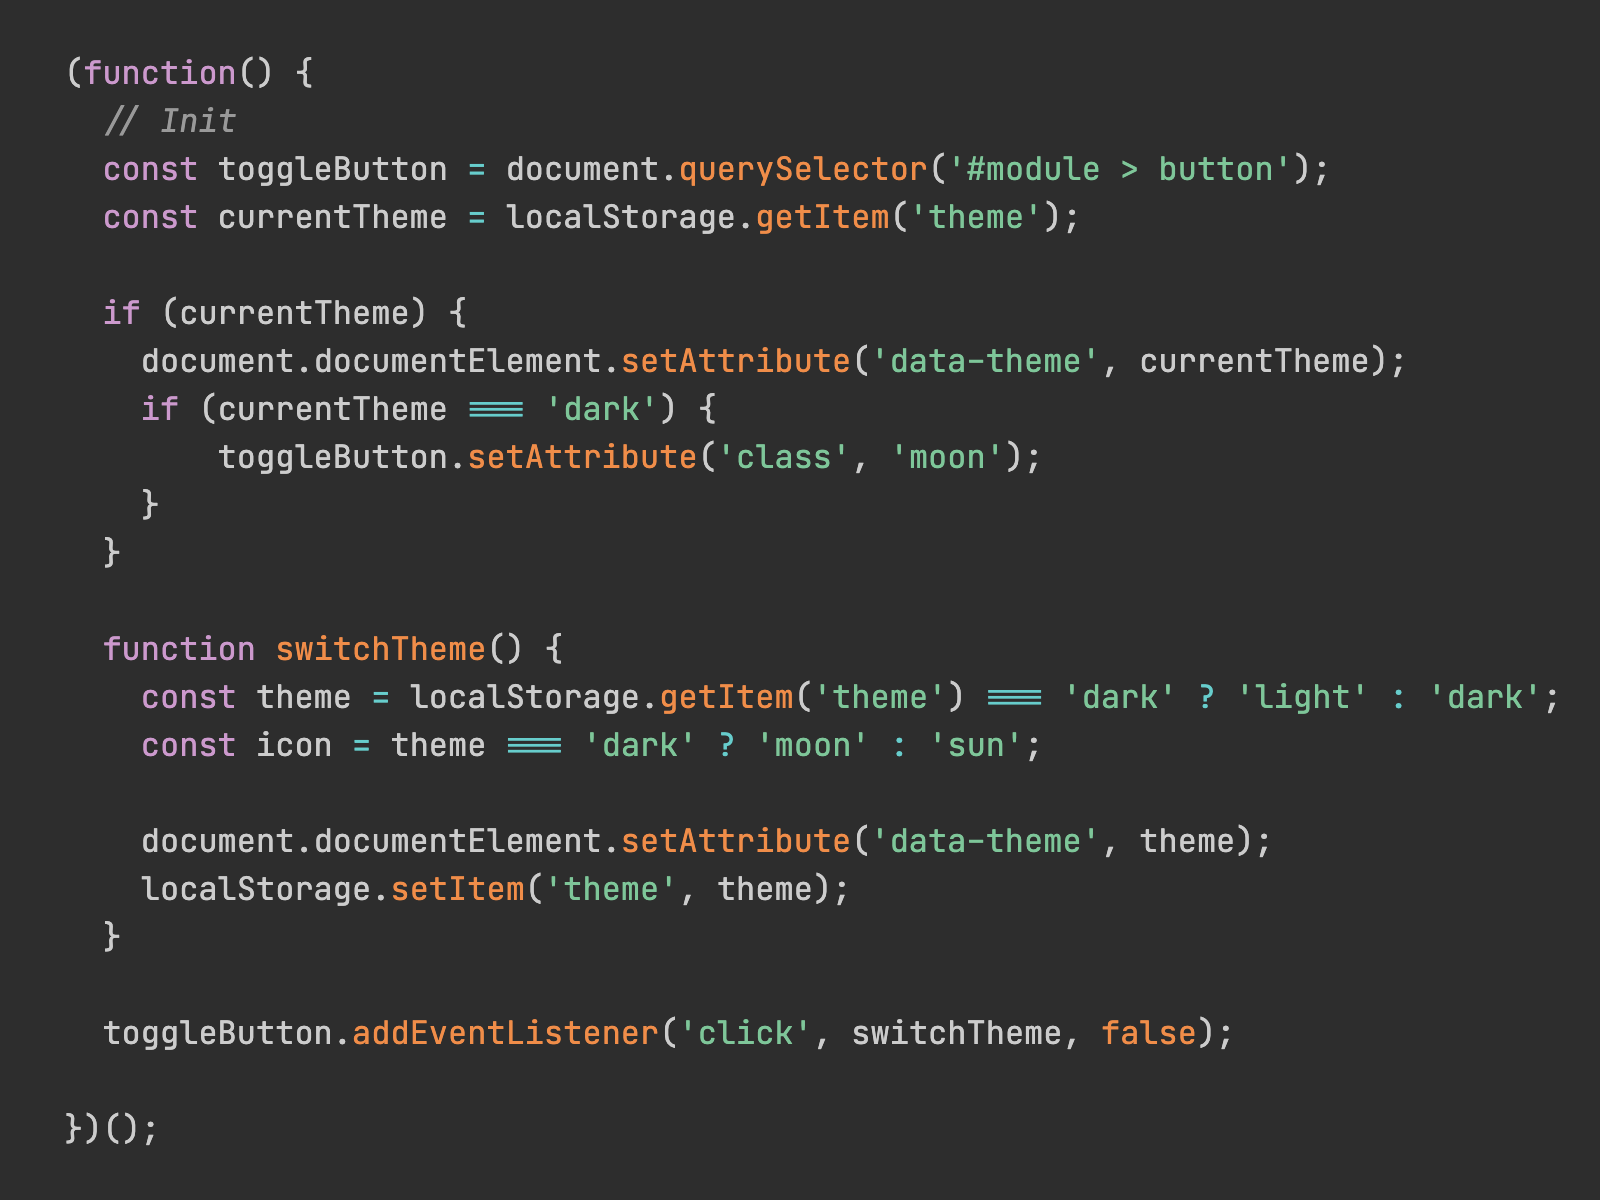 (function() {
  // Init
  const toggleButton = document.querySelector('#module > button');
  const currentTheme = localStorage.getItem('theme');

  if (currentTheme) {
    document.documentElement.setAttribute('data-theme', currentTheme);
    if (currentTheme === 'dark') {
        toggleButton.setAttribute('class', 'moon');
    }
  }

  function switchTheme() {
    const theme = localStorage.getItem('theme') === 'dark' ? 'light' : 'dark';
    const icon = theme === 'dark' ? 'moon' : 'sun';

    document.documentElement.setAttribute('data-theme', theme);
    localStorage.setItem('theme', theme);
  }

  toggleButton.addEventListener('click', switchTheme, false);

})();